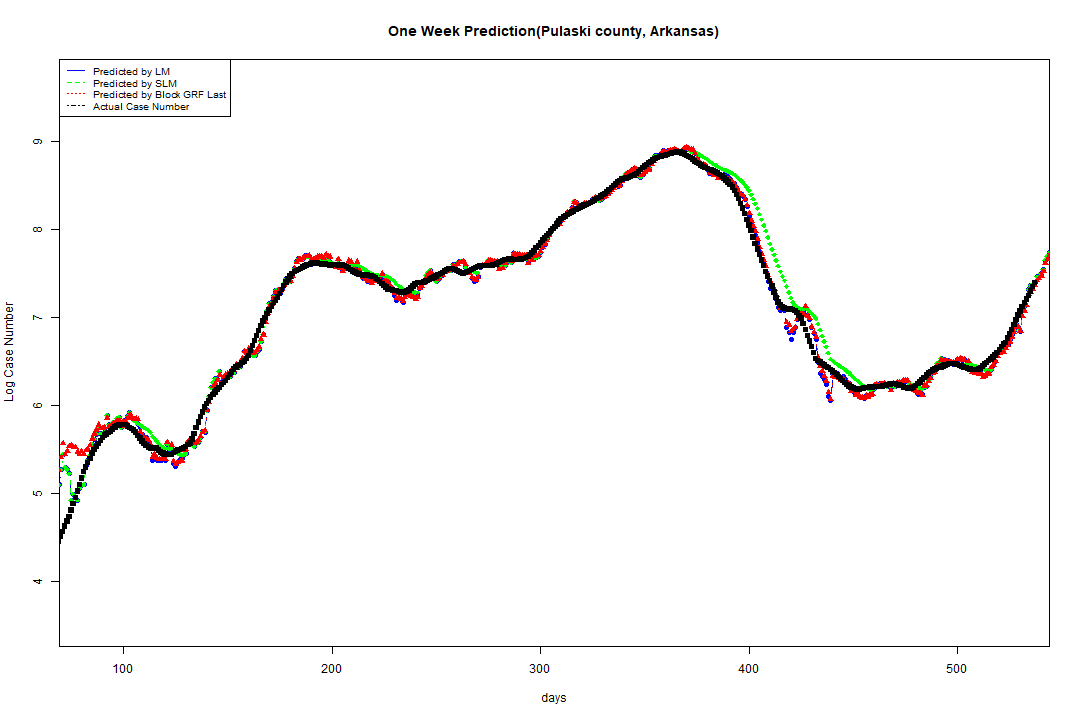 One Week Prediction(Pulaski county, Arkansas)
Predicted by LM
Predicted by SLM
Predicted by Block GRF Last
Actual Case Number
9
8
7
6
5
4
Log Case Number
100 200 300 400 500
days